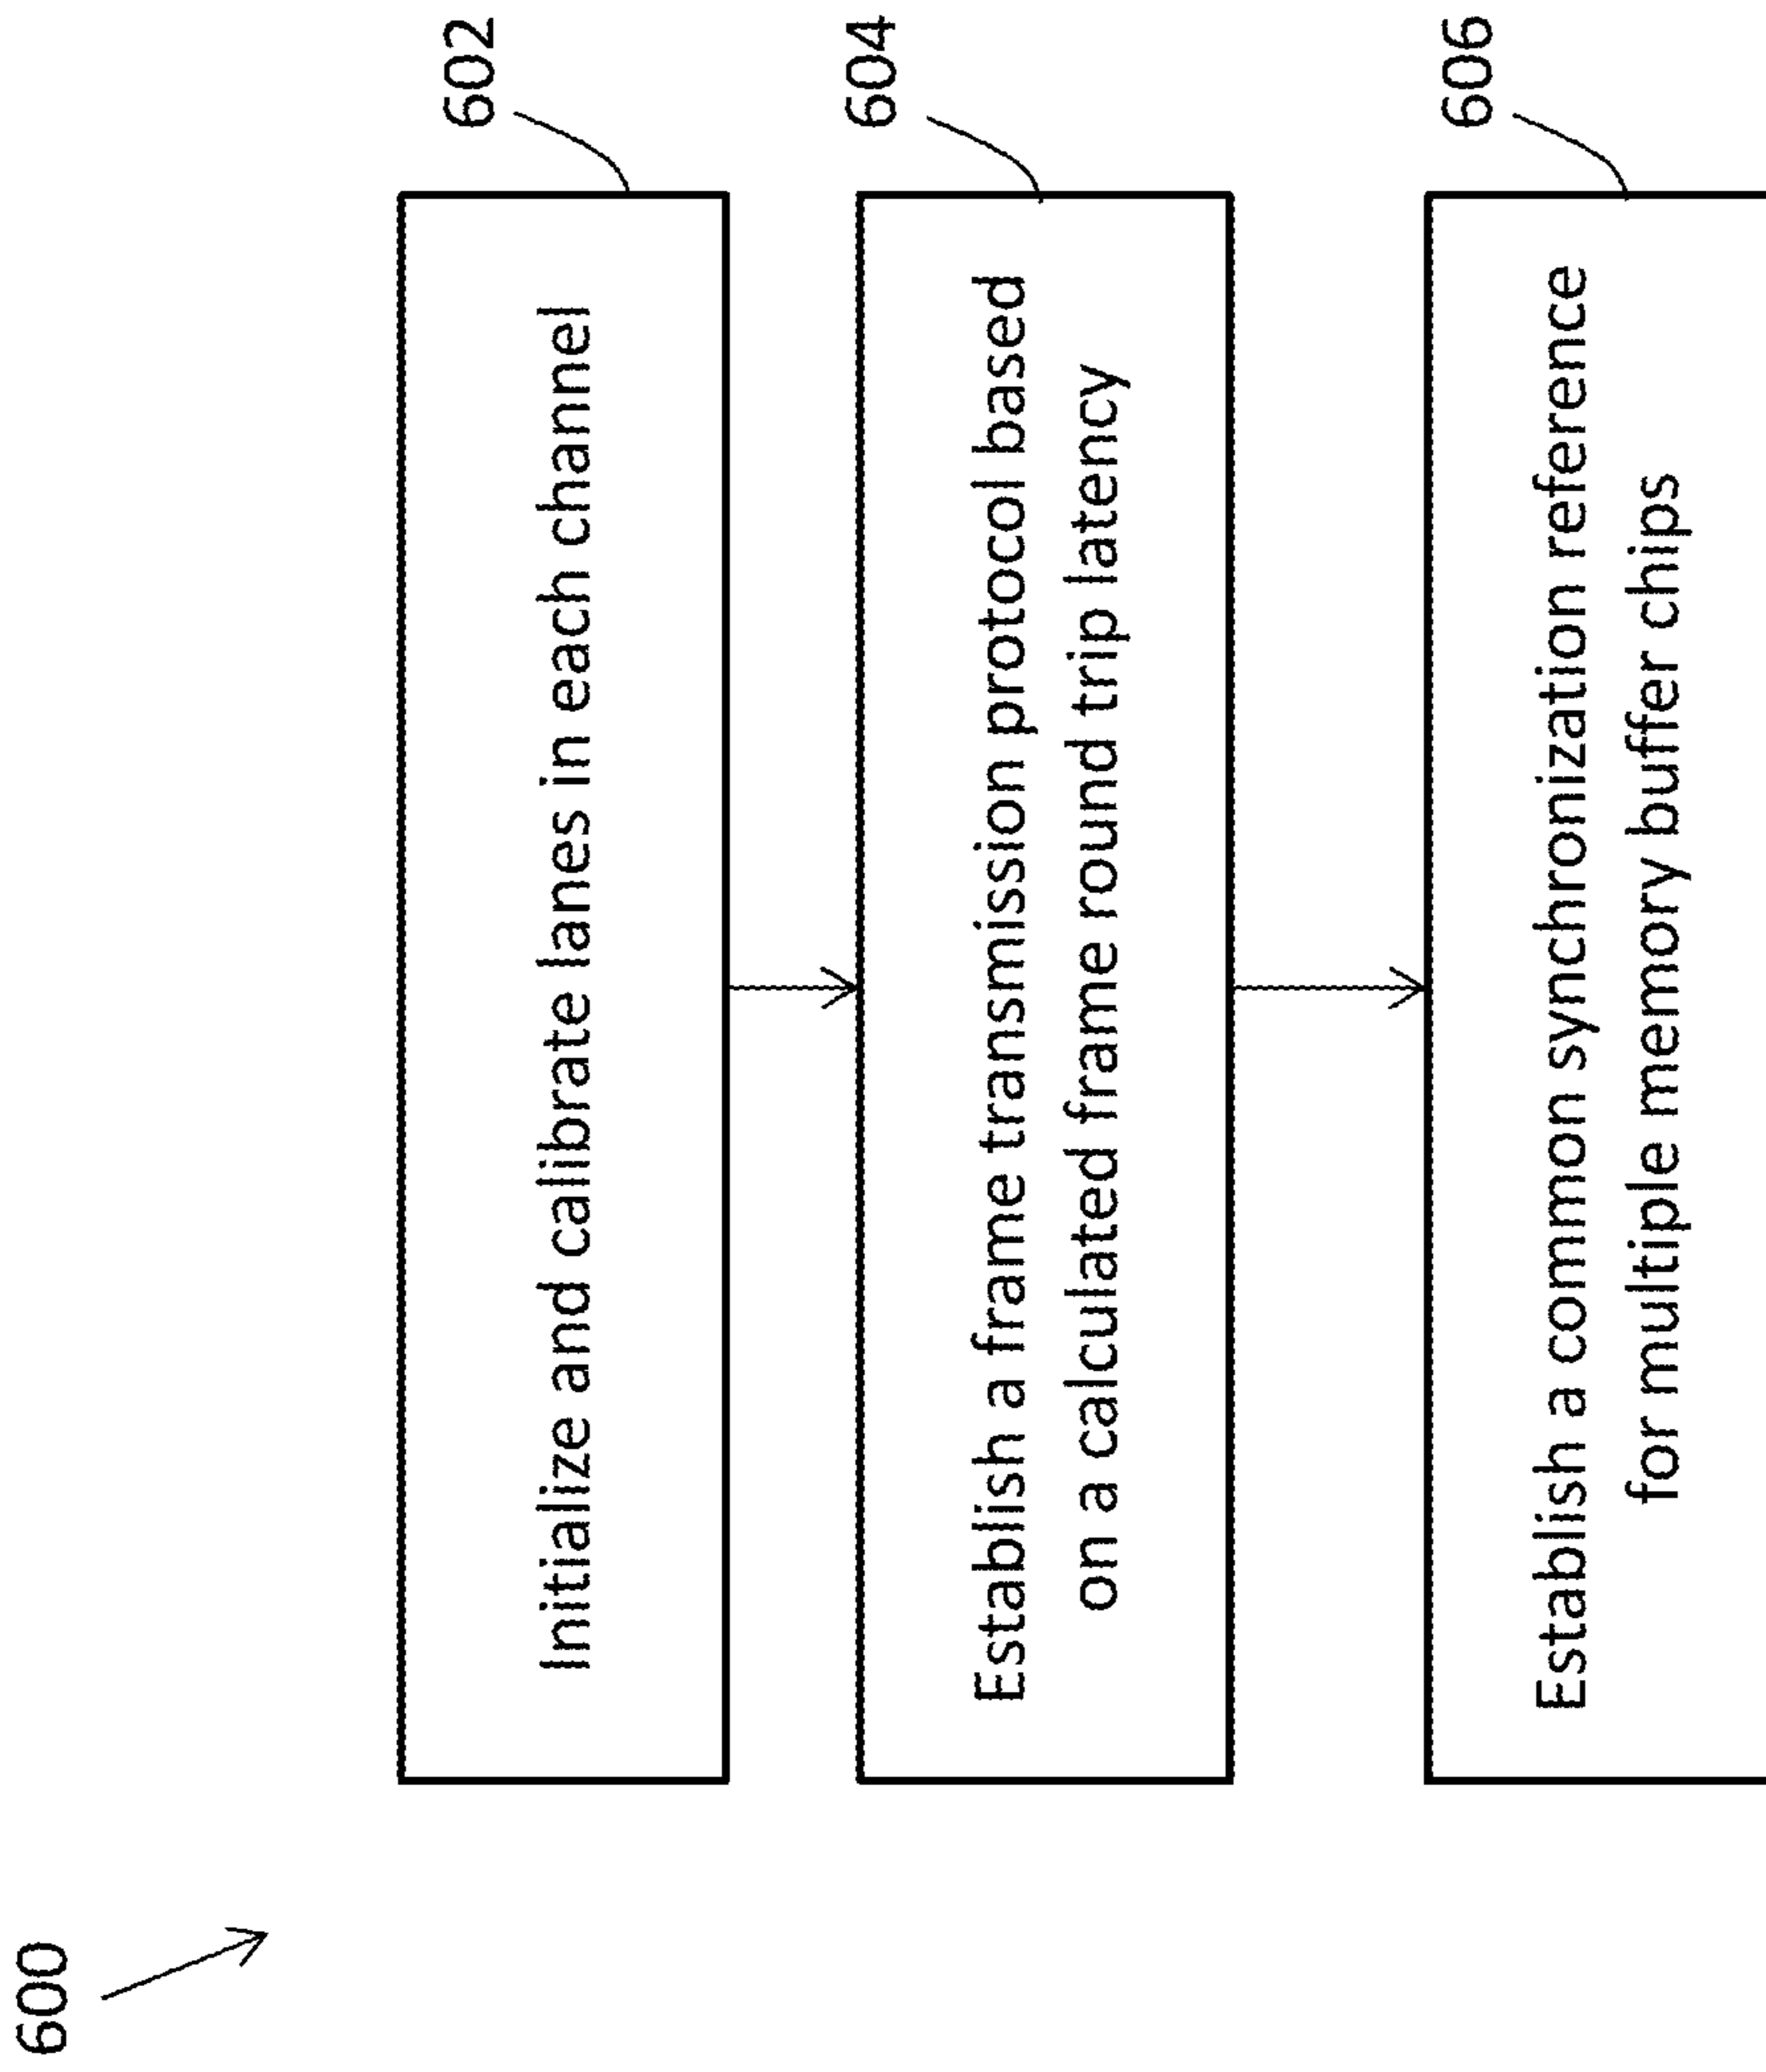 600
602
Initialize and calibrate lanes in each channel
604
Establish a frame transmission protocol based
on a calculated frame round trip latency
606
Establish a common synchronization reference
for multiple memory buffer chips